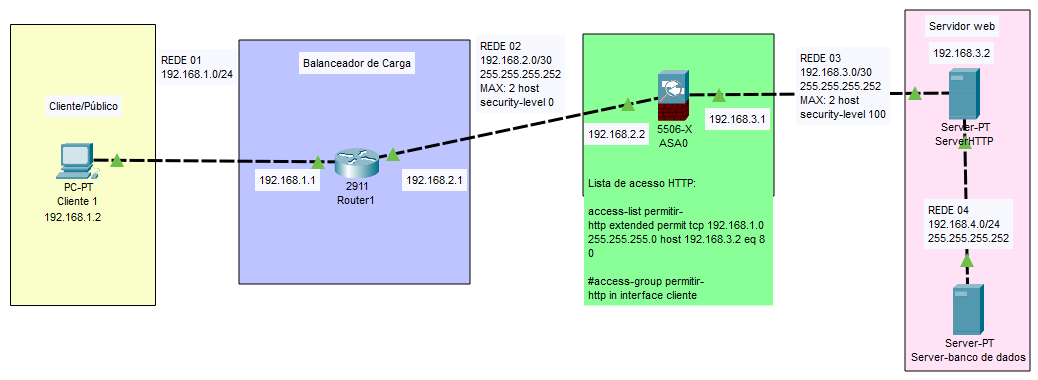 Cliente/Público
PC-PT
Cliente 1
192.168.1.2
REDE 01
192.168.1.0/24
Balanceador de Carga
192.168.1.1
2911
Router1
192.168.2.1
REDE 02
192.168.2.0/30
255.255.255.252
MAX: 2 host
security-level 0
192.168.2.2
5506-X
ASA0
192.168.3.1
Lista de acesso HTTP:
access-list permitir-
http extended permit tcp 192.168.1.0
255.255.255.0 host 192.168.3.2 eq 8
0
#access-group permitir-
http in interface cliente
REDE 03
192.168.3.0/30
255.255.255.252
MAX: 2 host
security-level 100
Servidor web
192.168.3.2
Server-PT
ServerHTTP
REDE 04
192.168.4.0/24
255.255.255.252
Server-PT
Server-banco de dados